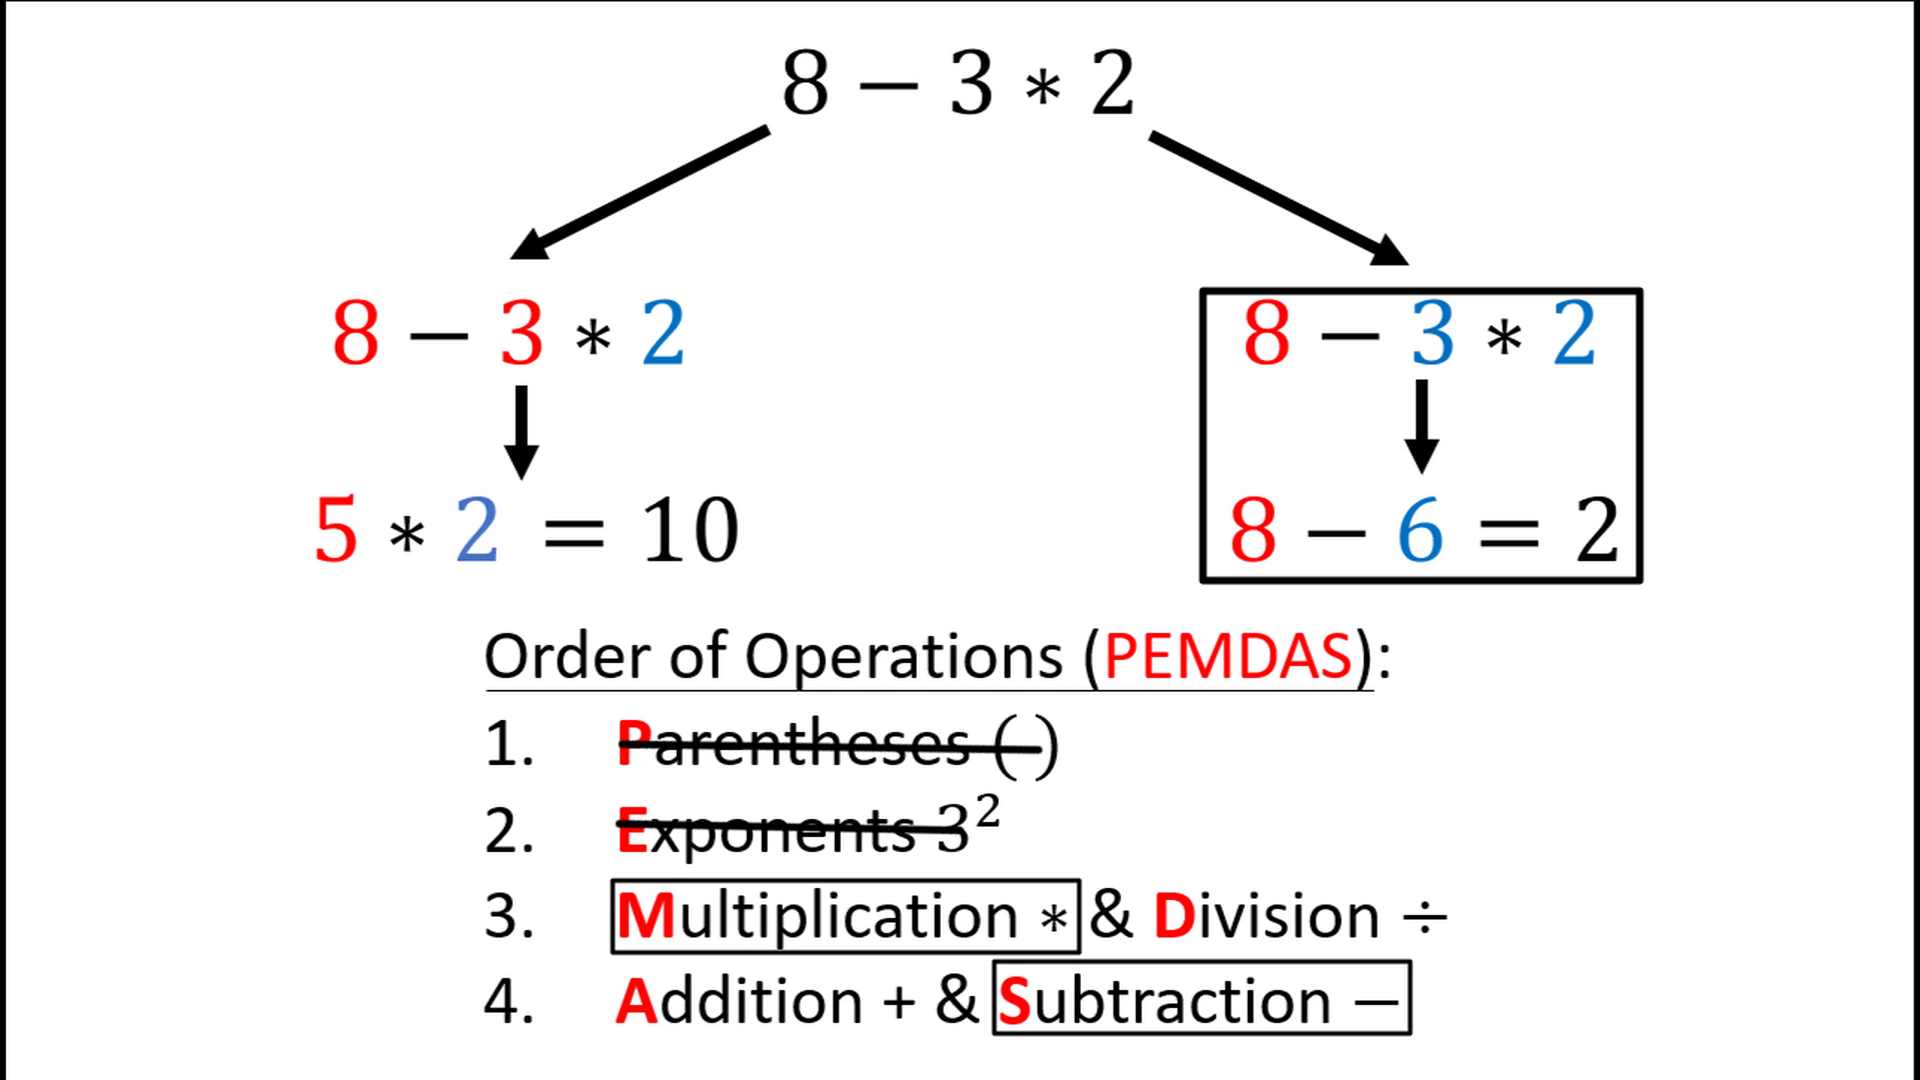 8 − 3 ∗ 2
8 − 3 ∗ 2
8 − 3 ∗ 2
5 ∗ 2 = 10
8 − 6 = 2
Order of Operations (PEMDAS):
1. Parentheses ( )
2. Exponents 3²
3. Multiplication ∗ & Division ÷
4. Addition + & Subtraction −